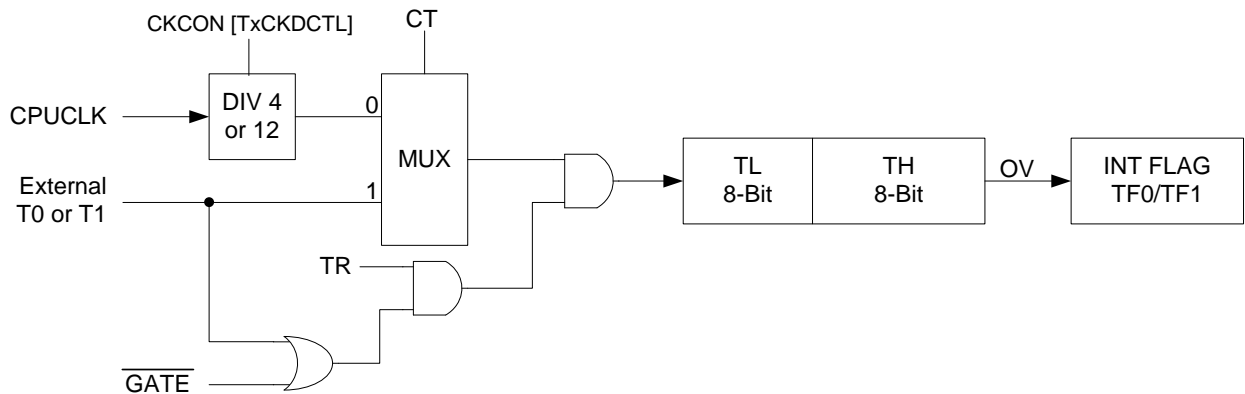 CKCON [TxCKDCTL]
CT
CPUCLK
DIV 4
or 12
0
MUX
External
T0 or T1
1
TL
8-Bit
TH
8-Bit
OV
INT FLAG
TF0/TF1
TR
GATE